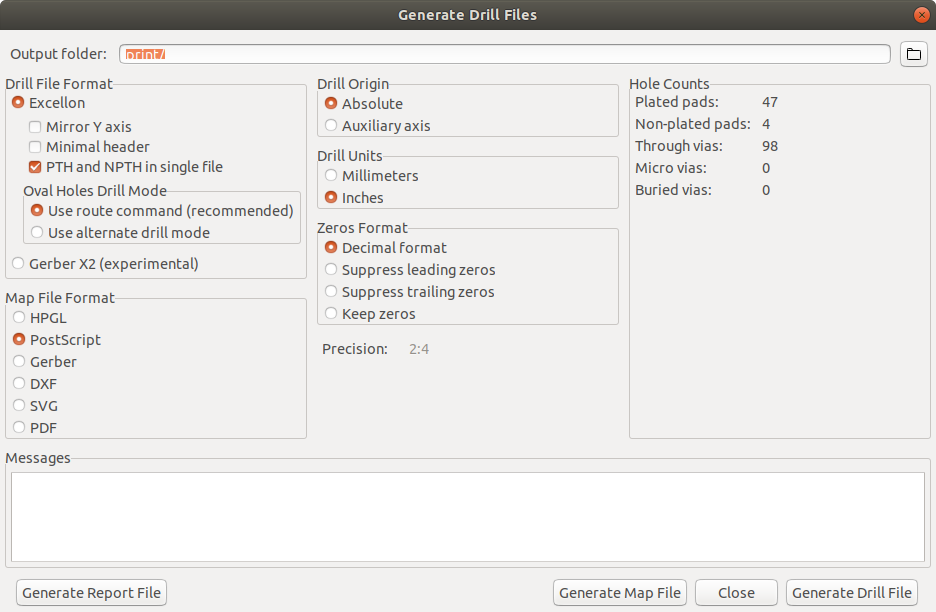 Generate Drill Files
Output folder: print/
Drill File Format
Excellon
Mirror Y axis
Minimal header
PTH and NPTH in single file
Oval Holes Drill Mode
Use route command (recommended)
Use alternate drill mode
Gerber X2 (experimental)
Map File Format
HPGL
PostScript
Gerber
DXF
SVG
PDF
Drill Origin
Absolute
Auxiliary axis
Drill Units
Millimeters
Inches
Zeros Format
Decimal format
Suppress leading zeros
Suppress trailing zeros
Keep zeros
Precision: 2:4
Hole Counts
Plated pads: 47
Non-plated pads: 4
Through vias: 98
Micro vias: 0
Buried vias: 0
Messages
Generate Report File
Generate Map File
Close
Generate Drill File